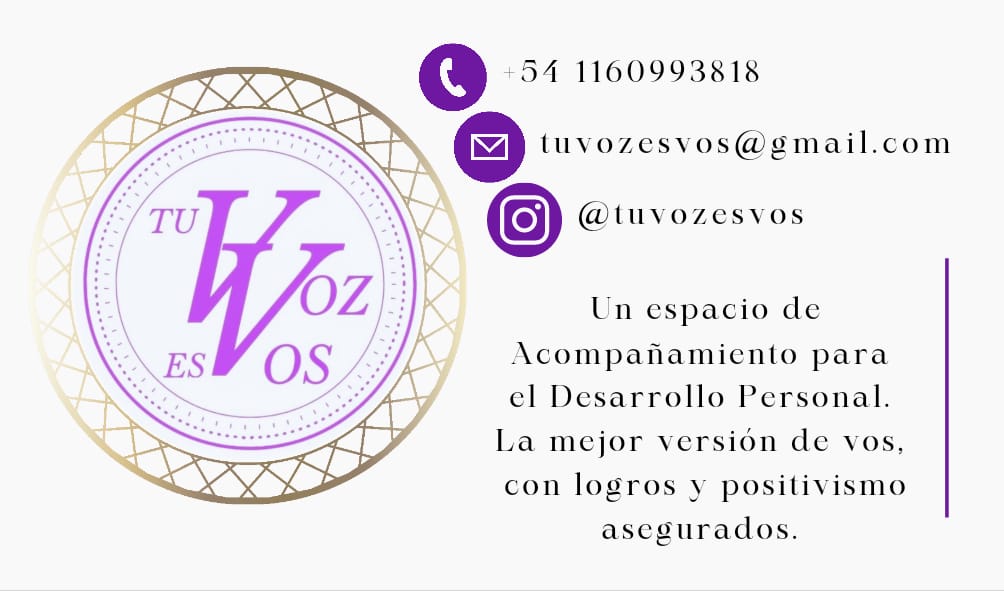 TU VOZ
ES VOS
+54 1160993818
tuvozesvos@gmail.com
@tuvozesvos
Un espacio de
Acompañamiento para
el Desarrollo Personal.
La mejor versión de vos,
con logros y positivismo
asegurados.